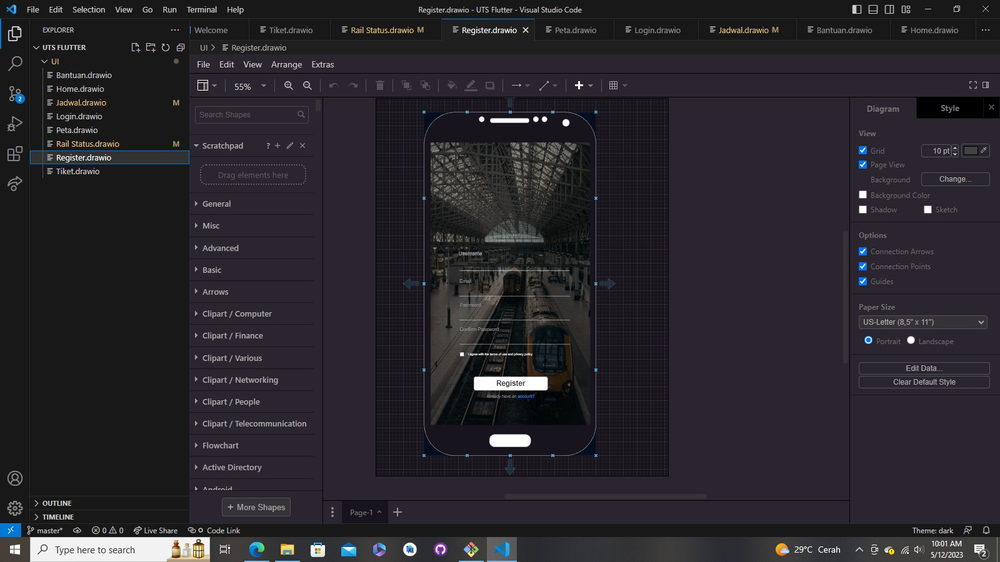 File Edit Selection View Go Run Terminal Help
Register.drawio - UTS Flutter - Visual Studio Code
EXPLORER
Welcome
Tiket.drawio
Rail Status.drawio M
Register.drawio
Peta.drawio
Login.drawio
Jadwal.drawio M
Bantuan.drawio
Home.drawio
UTS FLUTTER
UI
Bantuan.drawio
Home.drawio
Jadwal.drawio M
Login.drawio
Peta.drawio
Rail Status.drawio M
Register.drawio
Tiket.drawio
OUTLINE
TIMELINE
2
UI > Register.drawio
File Edit View Arrange Extras
55%
Search Shapes
Scratchpad ?
Drag elements here
General
Misc
Advanced
Basic
Arrows
Clipart / Computer
Clipart / Finance
Clipart / Various
Clipart / Networking
Clipart / People
Clipart / Telecommunication
Flowchart
Active Directory
Android
+ More Shapes
Username
Email
Password
Confirm Password
I agree with the terms of use and privacy policy
Register
Already have an account?
Page-1
Diagram Style
View
Grid 10 pt
Page View
Background Change...
Background Color
Shadow Sketch
Options
Connection Arrows
Connection Points
Guides
Paper Size
US-Letter (8,5" x 11")
Portrait Landscape
Edit Data...
Clear Default Style
master* 0 0 Live Share Code Link
Theme: dark
Type here to search
29°C Cerah
10:01 AM
5/12/2023
2